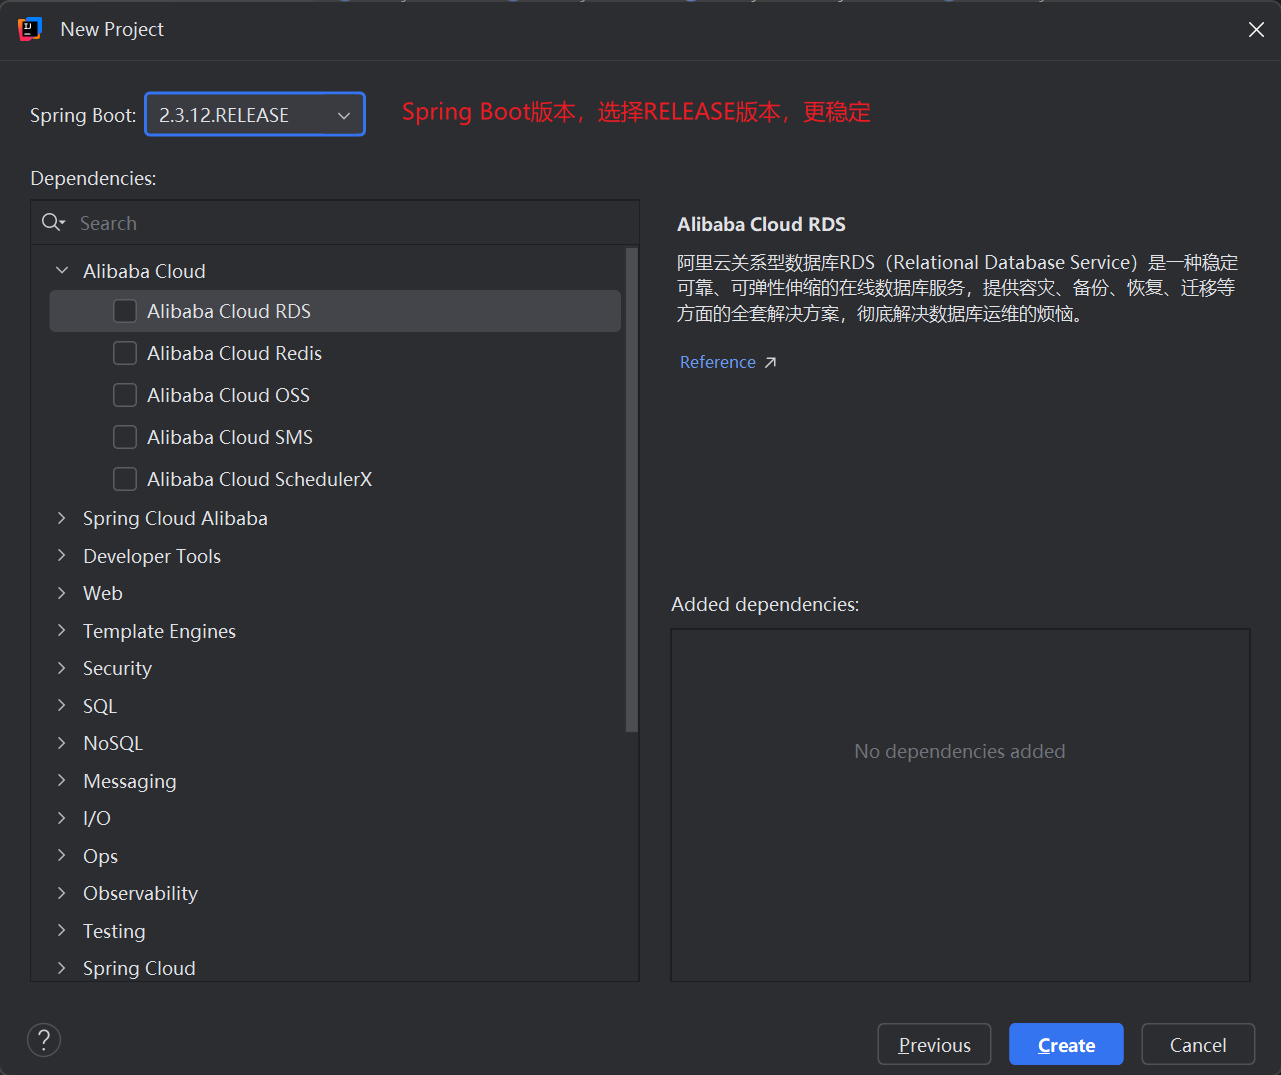 New Project
Spring Boot: 2.3.12.RELEASE
Spring Boot版本，选择RELEASE版本，更稳定
Dependencies:
Search
Alibaba Cloud
Alibaba Cloud RDS
Alibaba Cloud Redis
Alibaba Cloud OSS
Alibaba Cloud SMS
Alibaba Cloud SchedulerX
Spring Cloud Alibaba
Developer Tools
Web
Template Engines
Security
SQL
NoSQL
Messaging
I/O
Ops
Observability
Testing
Spring Cloud
Alibaba Cloud RDS
阿里云关系型数据库RDS（Relational Database Service）是一种稳定
可靠、可弹性伸缩的在线数据库服务，提供容灾、备份、恢复、迁移等
方面的全套解决方案，彻底解决数据库运维的烦恼。
Reference
Added dependencies:
No dependencies added
?
Previous
Create
Cancel